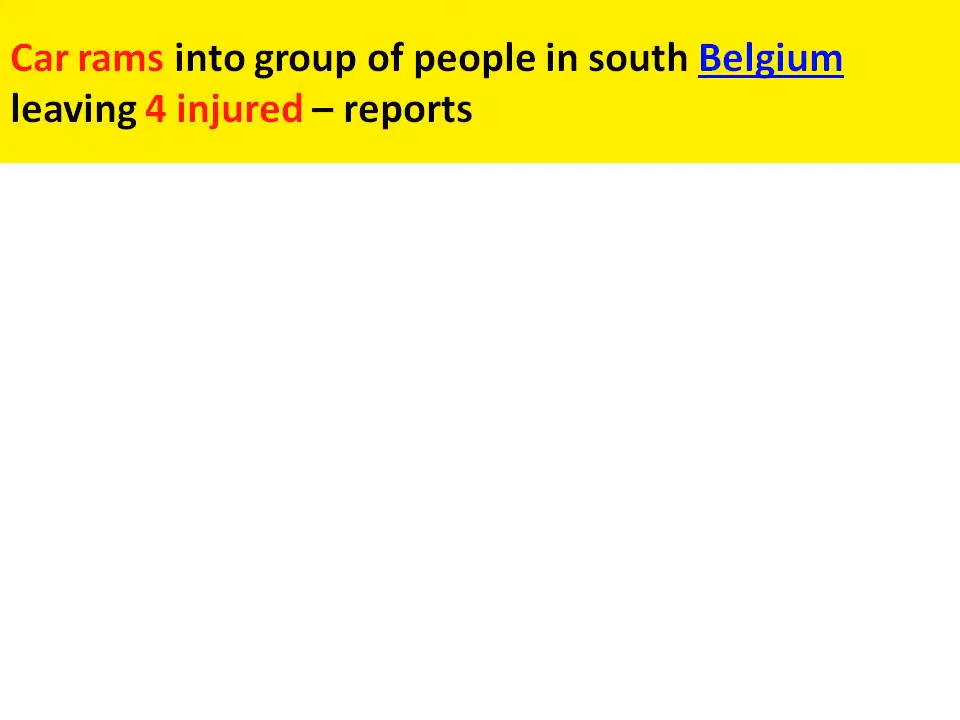 Car rams into group of people in south Belgium
leaving 4 injured – reports